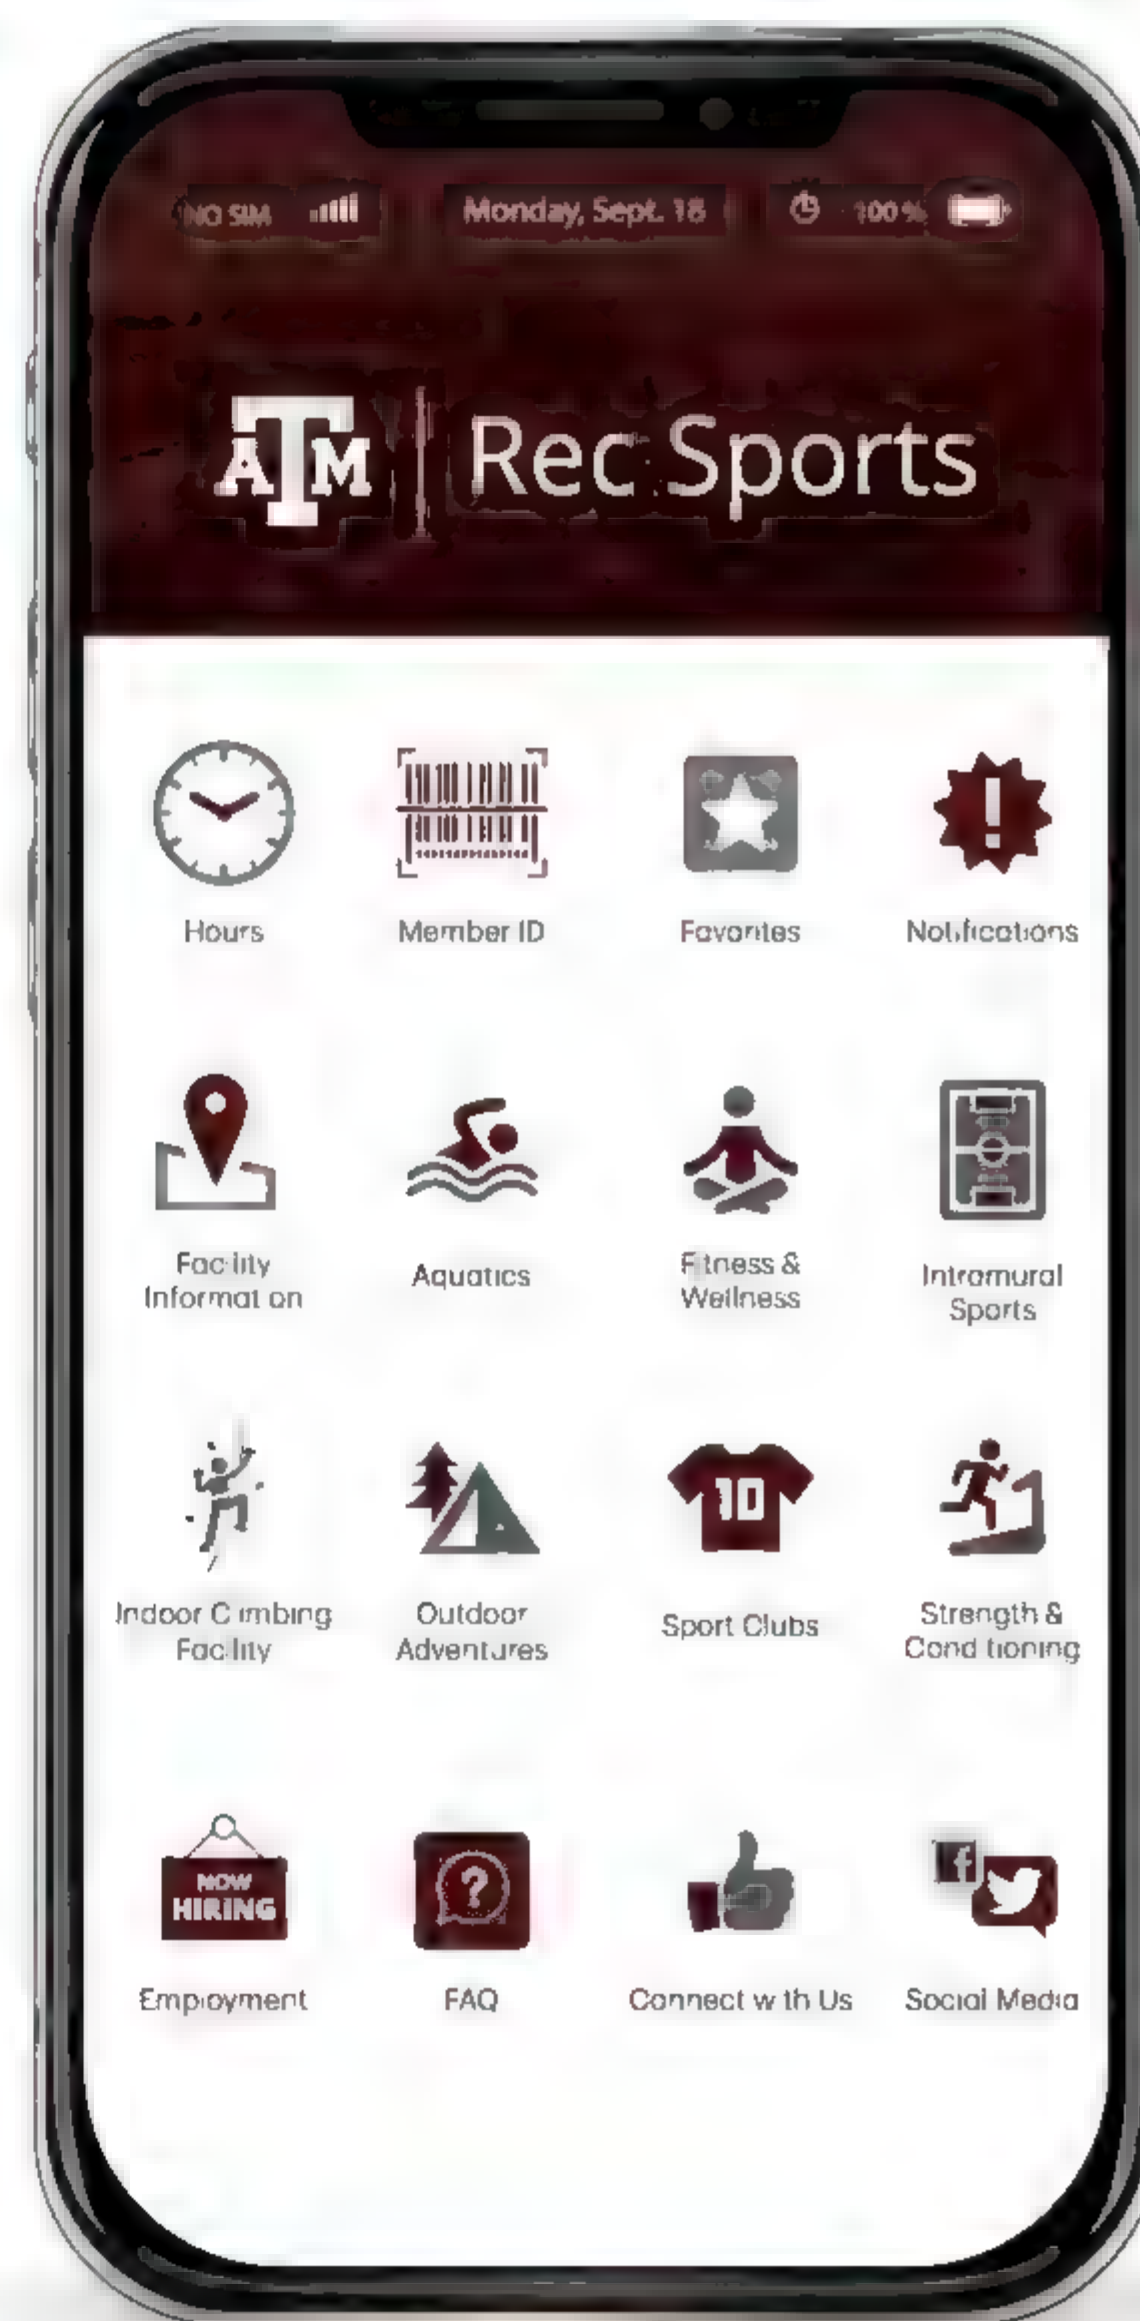 NO SIM Monday, Sept. 18 100 %
ATM Rec Sports
Hours Member ID Favorites Notifications
Facility Aquatics Fitness & Intramural
Information Wellness Sports
10
Indoor Climbing Outdoor Sport Clubs Strength &
Facility Adventures Conditioning
NOW
HIRING ? f
Employment FAQ Connect with Us Social Media